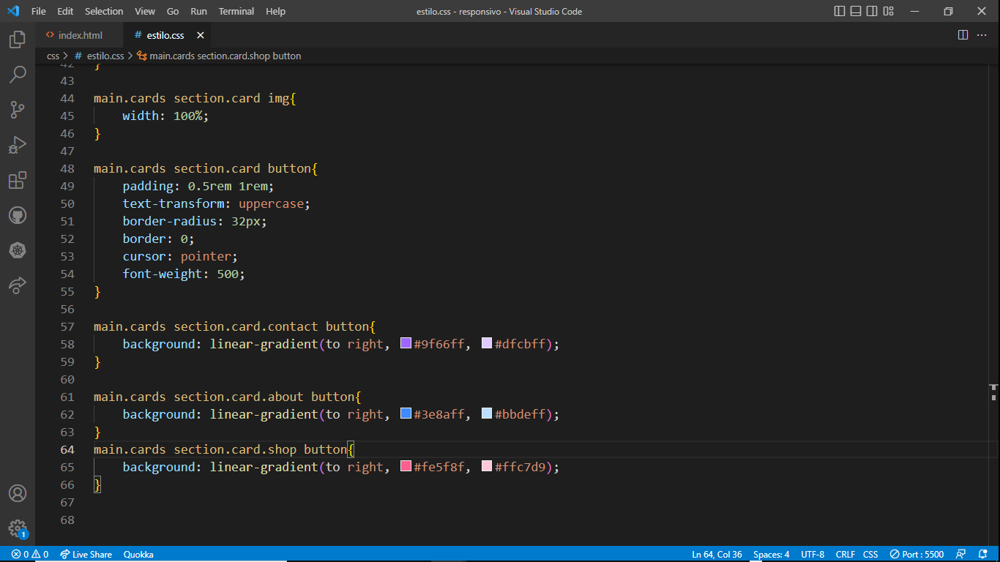 File Edit Selection View Go Run Terminal Help estilo.css - responsivo - Visual Studio Code
<> index.html # estilo.css
css > # estilo.css > main.cards section.card.shop button
42 }
43
44 main.cards section.card img{
45 width: 100%;
46 }
47
48 main.cards section.card button{
49 padding: 0.5rem 1rem;
50 text-transform: uppercase;
51 border-radius: 32px;
52 border: 0;
53 cursor: pointer;
54 font-weight: 500;
55 }
56
57 main.cards section.card.contact button{
58 background: linear-gradient(to right, #9f66ff, #dfcbff);
59 }
60
61 main.cards section.card.about button{
62 background: linear-gradient(to right, #3e8aff, #bbdeff);
63 }
64 main.cards section.card.shop button{
65 background: linear-gradient(to right, #fe5f8f, #ffc7d9);
66 }
67
68
1
0 0 Live Share Quokka Ln 64, Col 36 Spaces: 4 UTF-8 CRLF CSS Port : 5500